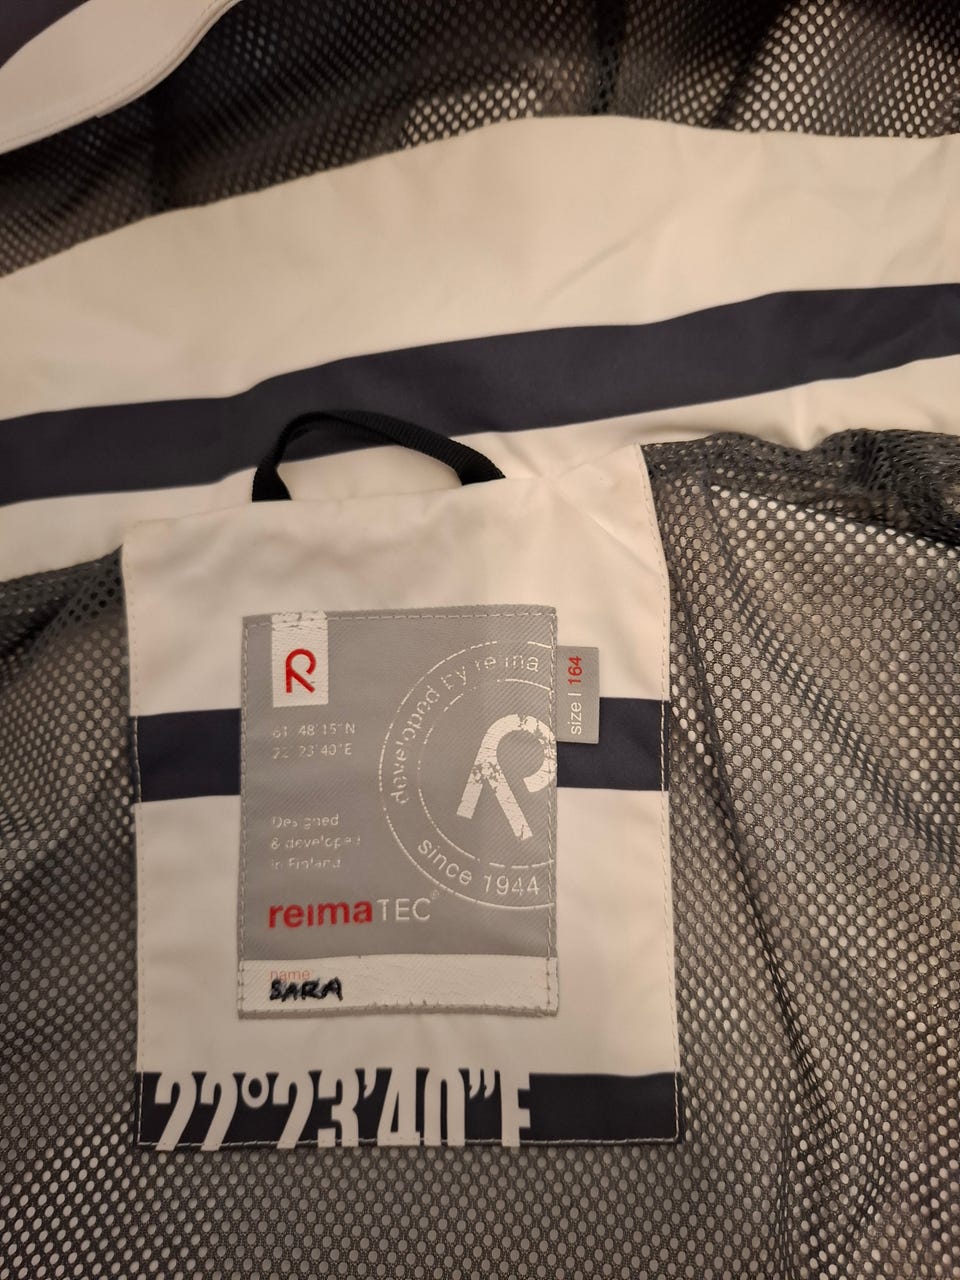 R
61°48'15"N
22°23'40"E
developed by reima
since 1944
R
size | 164
Designed
& developed
in Finland
reimaTEC®
name:
SARA
22°23'40"E